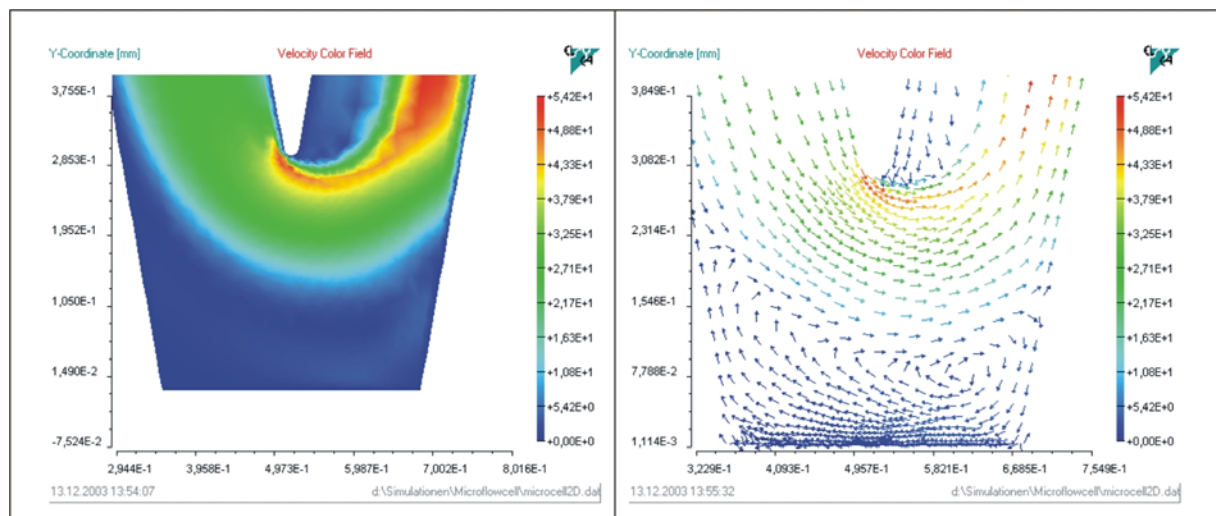 Y-Coordinate [mm] Velocity Color Field
3,755E-1
2,853E-1
1,952E-1
1,050E-1
1,490E-2
-7,524E-2
+5,42E+1
+4,88E+1
+4,33E+1
+3,79E+1
+3,25E+1
+2,71E+1
+2,17E+1
+1,63E+1
+1,08E+1
+5,42E+0
+0,00E+0
2,944E-1 3,958E-1 4,973E-1 5,987E-1 7,002E-1 8,016E-1
13.12.2003 13:54:07 d:\Simulationen\Microflowcell\microcell2D.dat
Y-Coordinate [mm] Velocity Color Field
3,849E-1
3,082E-1
2,314E-1
1,546E-1
7,788E-2
1,114E-3
+5,42E+1
+4,88E+1
+4,33E+1
+3,79E+1
+3,25E+1
+2,71E+1
+2,17E+1
+1,63E+1
+1,08E+1
+5,42E+0
+0,00E+0
3,229E-1 4,093E-1 4,957E-1 5,821E-1 6,685E-1 7,549E-1
13.12.2003 13:55:32 d:\Simulationen\Microflowcell\microcell2D.dat